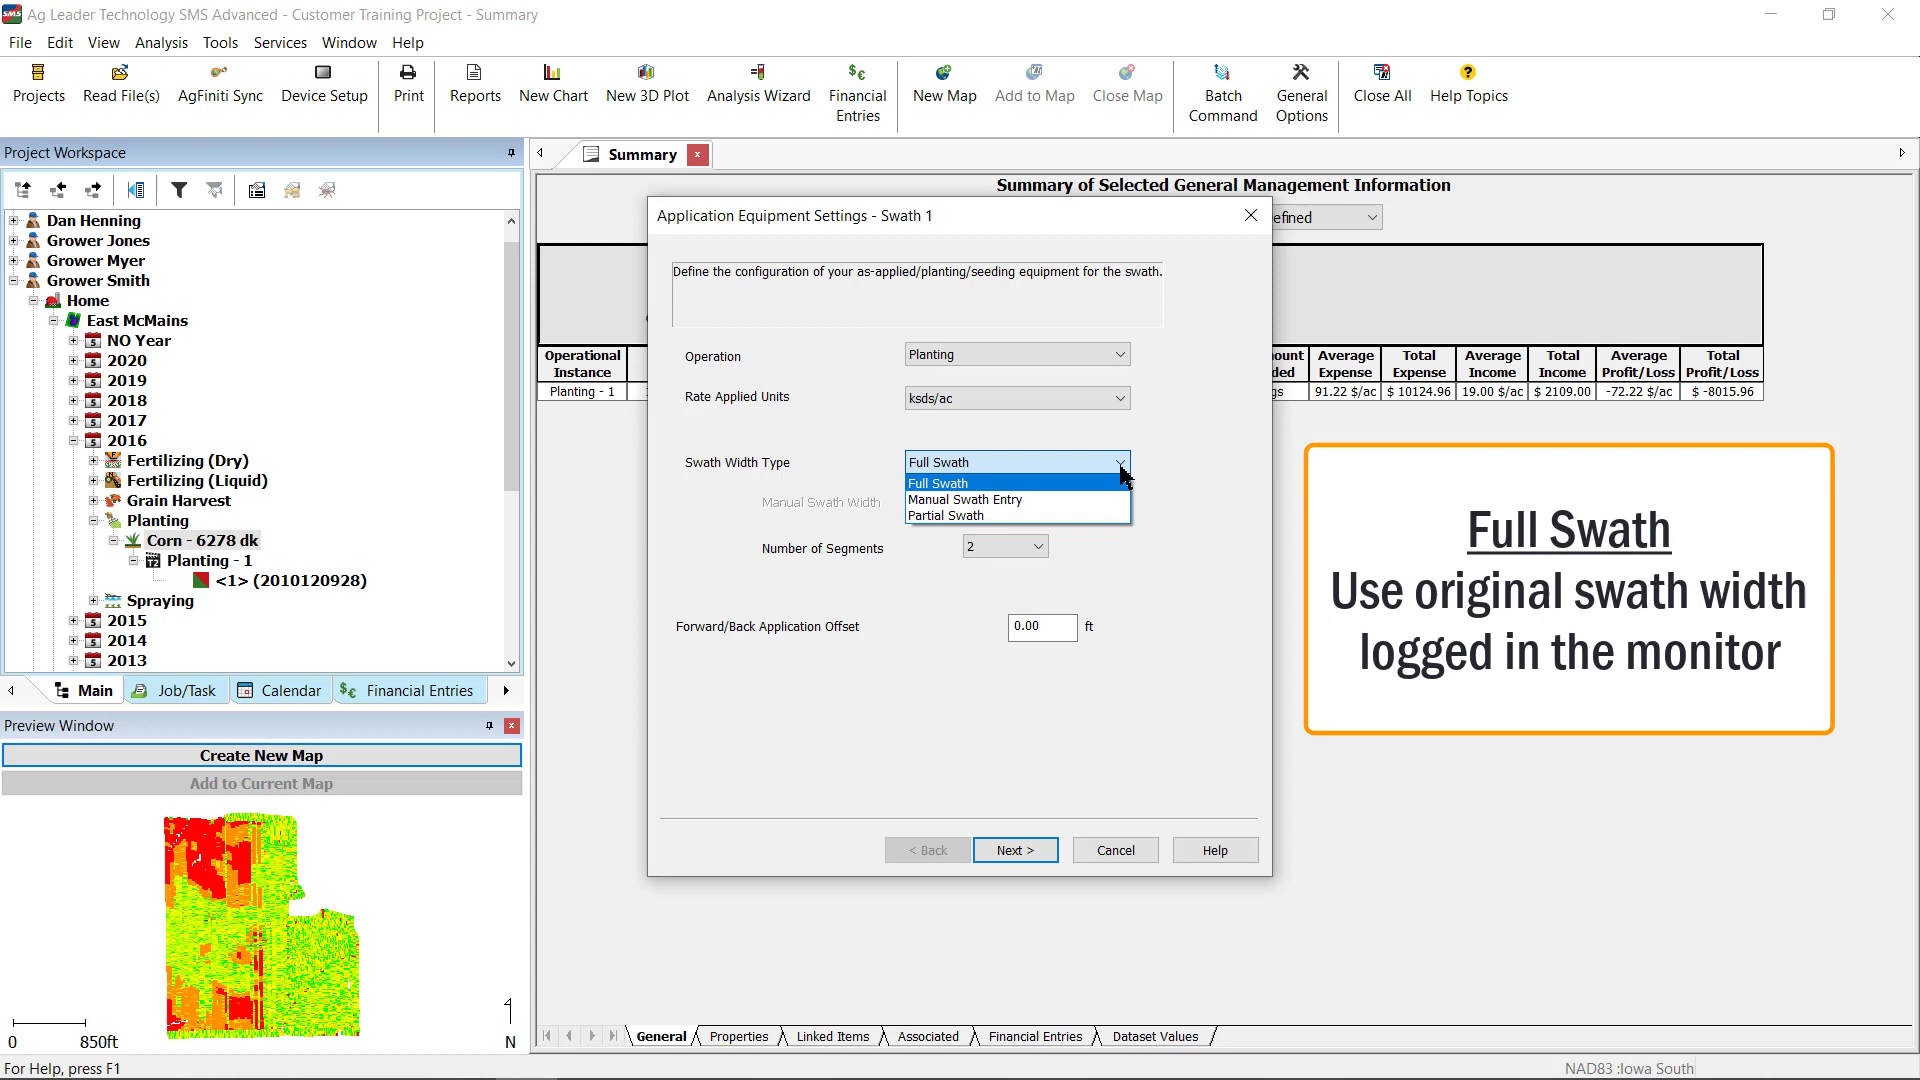 SMS Ag Leader Technology SMS Advanced - Customer Training Project - Summary
File Edit View Analysis Tools Services Window Help
Projects Read File(s) AgFiniti Sync Device Setup Print Reports New Chart New 3D Plot Analysis Wizard Financial Entries New Map Add to Map Close Map Batch Command General Options Close All Help Topics
Project Workspace
Dan Henning
Grower Jones
Grower Myer
Grower Smith
Home
East McMains
NO Year
2020
2019
2018
2017
2016
Fertilizing (Dry)
Fertilizing (Liquid)
Grain Harvest
Planting
Corn - 6278 dk
Planting - 1
<1> (2010120928)
Spraying
2015
2014
2013
Main Job/Task Calendar Financial Entries
Preview Window
Create New Map
Add to Current Map
0 850ft N
For Help, press F1
Summary
Summary of Selected General Management Information
efined
Operational Instance ount ded Average Expense Total Expense Average Income Total Income Average Profit/Loss Total Profit/Loss
Planting - 1 gs 91.22 $/ac $ 10124.96 19.00 $/ac $ 2109.00 -72.22 $/ac $ -8015.96
Application Equipment Settings - Swath 1
Define the configuration of your as-applied/planting/seeding equipment for the swath.
Operation Planting
Rate Applied Units ksds/ac
Swath Width Type Full Swath
Full Swath
Manual Swath Width Manual Swath Entry
Partial Swath
Number of Segments 2
Forward/Back Application Offset 0.00 ft
< Back Next > Cancel Help
Full Swath
Use original swath width
logged in the monitor
General Properties Linked Items Associated Financial Entries Dataset Values
NAD83 :Iowa South